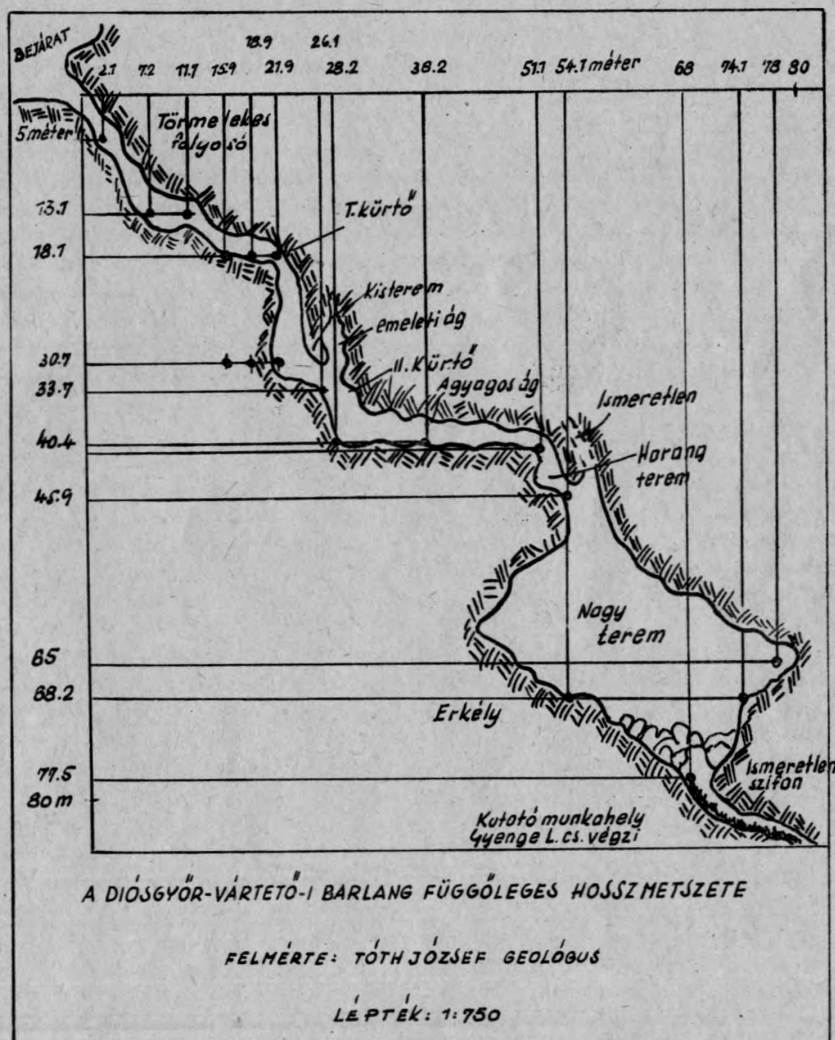 BEJÁRAT
2.1 7.2 11.1 15.9 18.9 21.9 26.1 28.2 38.2 51.1 54.1 méter 68 74.1 78 80
5 méter
Törmelekes
folyosó
13.1
I. kürtő
18.1
Kisterem
emeleti ág
30.7
II. Kürtő
33.7
Agyagos ág
Ismeretlen
40.4
Harang
terem
45.9
Nagy
terem
65
68.2
Erkély
Ismeretlen
szifon
77.5
80 m
Kutató munkahely
Gyenge L. cs. végzi
A DIÓSGYŐR-VÁRTETŐ-I BARLANG FÜGGŐLEGES HOSSZMETSZETE
FELMÉRTE: TÓTH JÓZSEF GEOLÓGUS
LÉPTÉK: 1:750